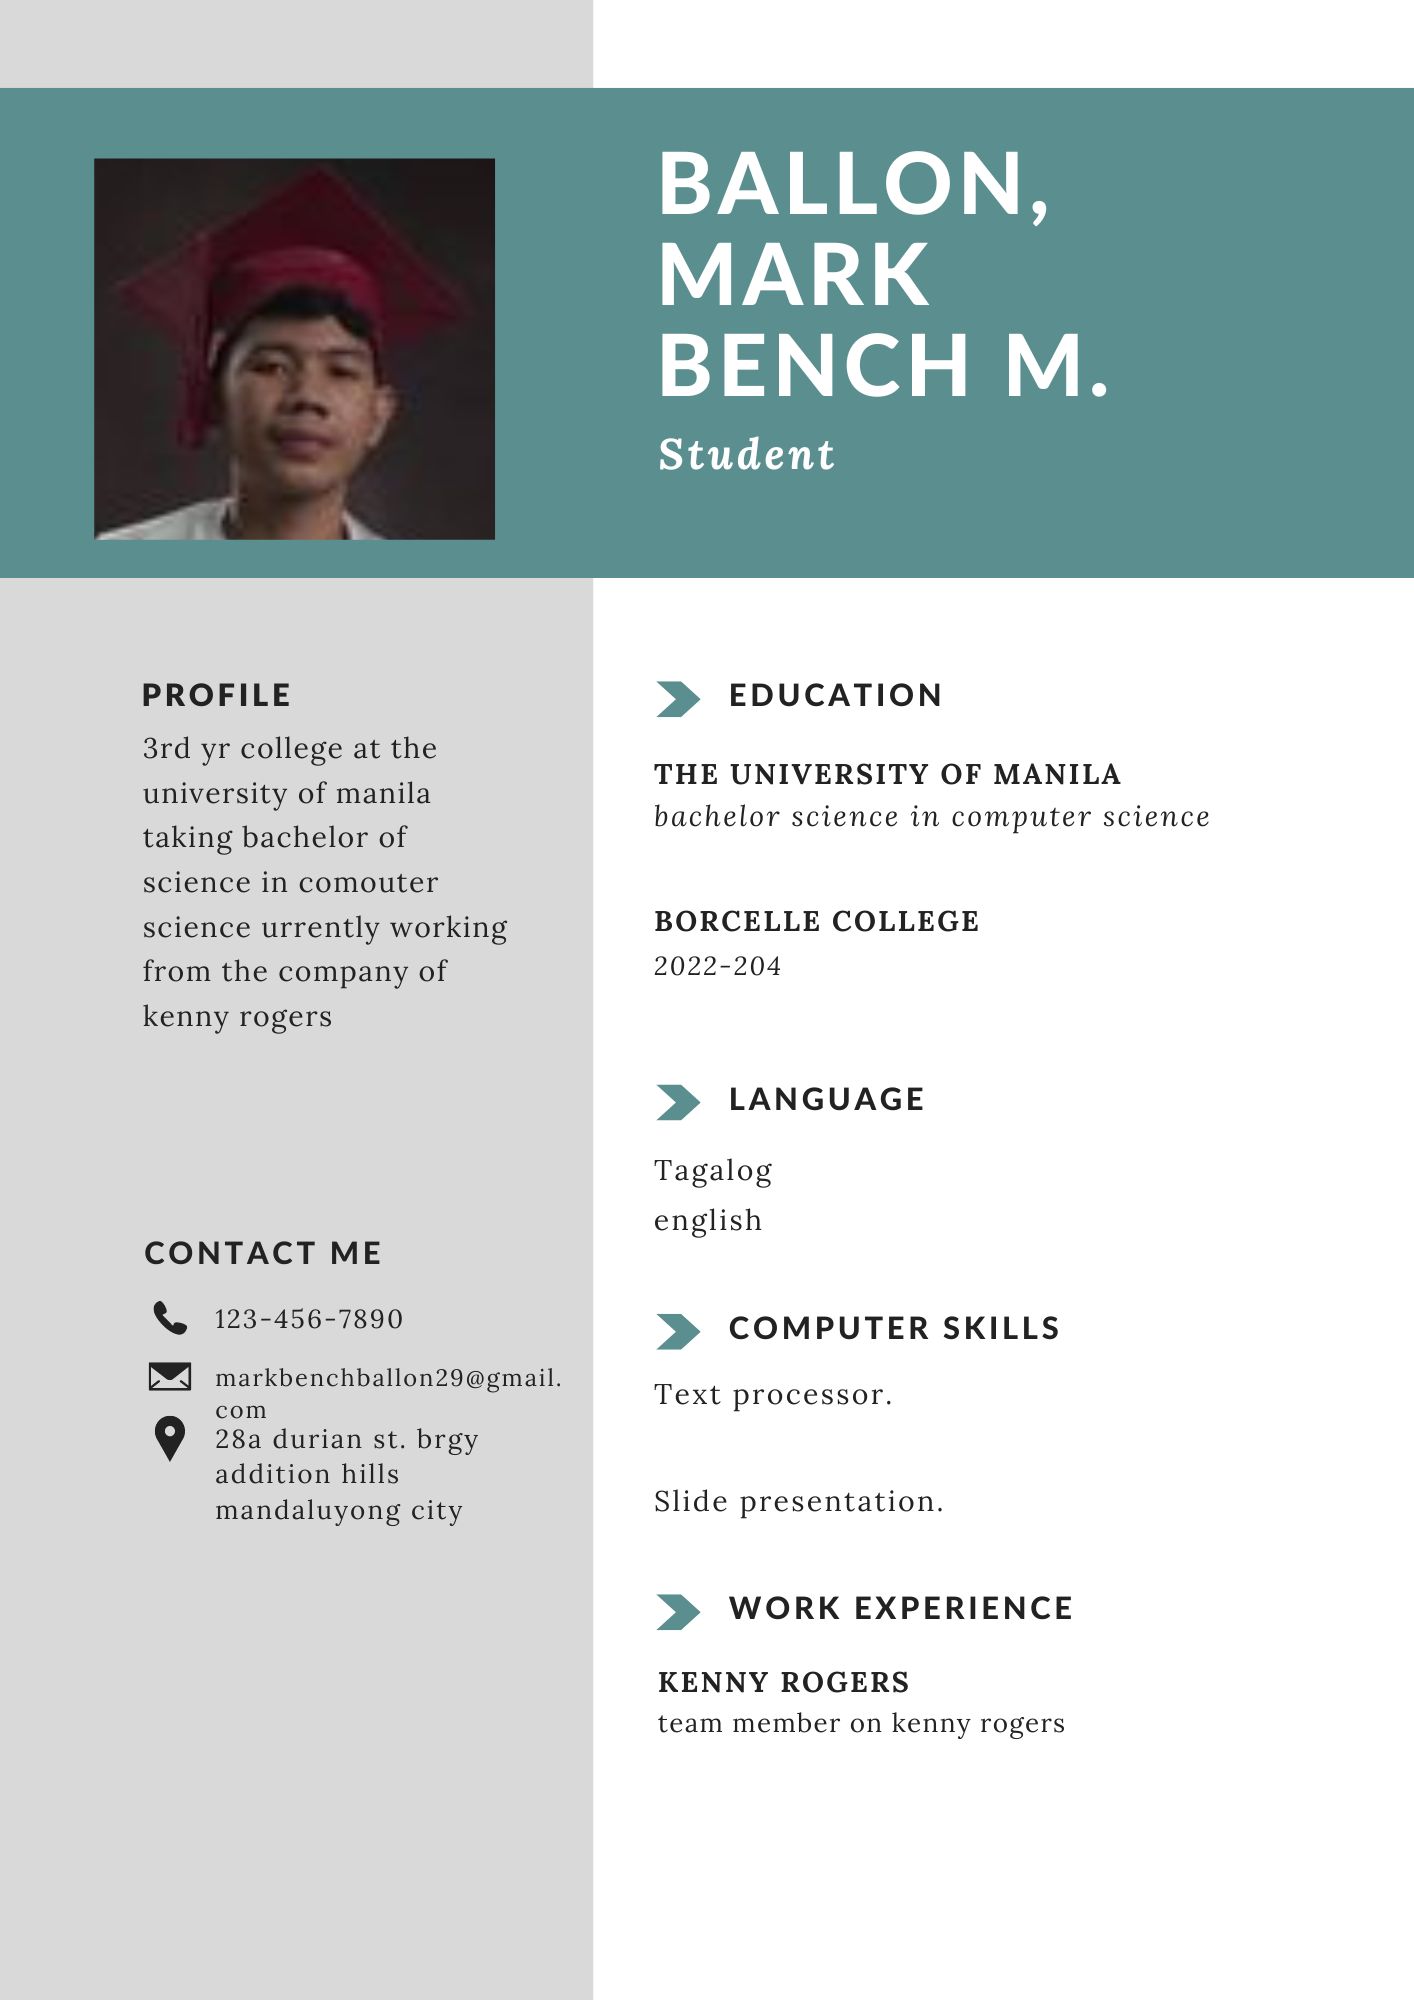 BALLON,
MARK
BENCH M.
Student
PROFILE
3rd yr college at the
university of manila
taking bachelor of
science in comouter
science urrently working
from the company of
kenny rogers
CONTACT ME
123-456-7890
markbenchballon29@gmail.
com
28a durian st. brgy
addition hills
mandaluyong city
EDUCATION
THE UNIVERSITY OF MANILA
bachelor science in computer science
BORCELLE COLLEGE
2022-204
LANGUAGE
Tagalog
english
COMPUTER SKILLS
Text processor.
Slide presentation.
WORK EXPERIENCE
KENNY ROGERS
team member on kenny rogers